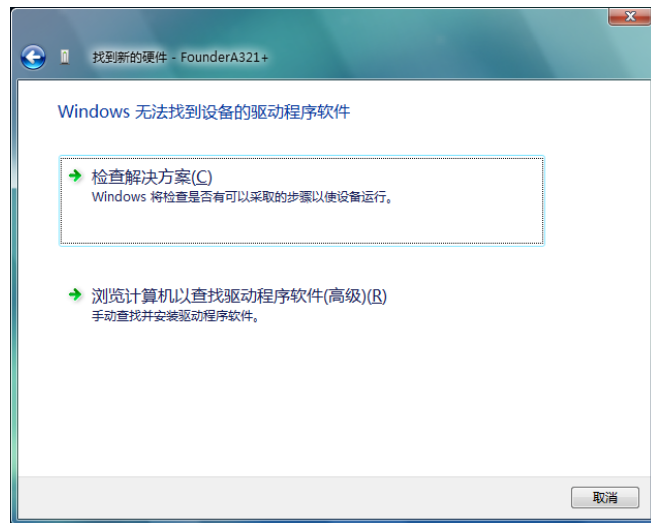 找到新的硬件 - FounderA321+
Windows 无法找到设备的驱动程序软件
检查解决方案(C)
Windows 将检查是否有可以采取的步骤以使设备运行。
浏览计算机以查找驱动程序软件(高级)(R)
手动查找并安装驱动程序软件。
取消